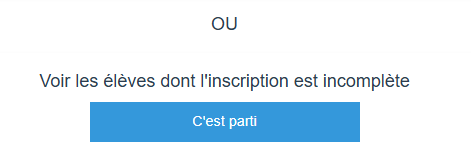 OU
Voir les élèves dont l'inscription est incomplète
C'est parti